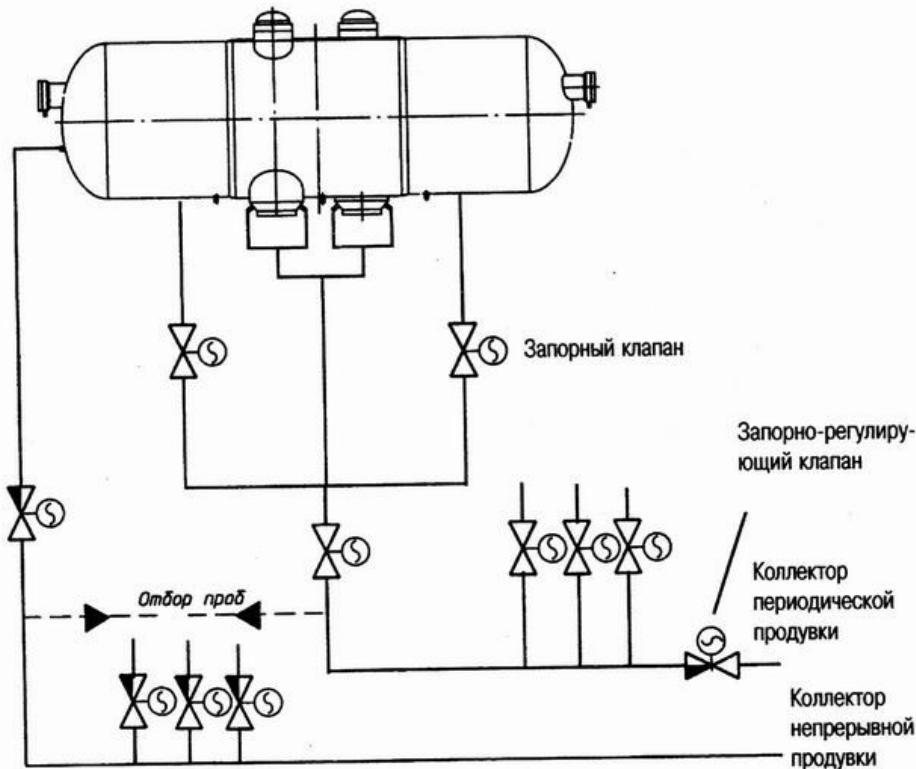 Запорный клапан
Запорно-регулиру-
ющий клапан
Коллектор
периодической
продувки
Отбор проб
Коллектор
непрерывной
продувки